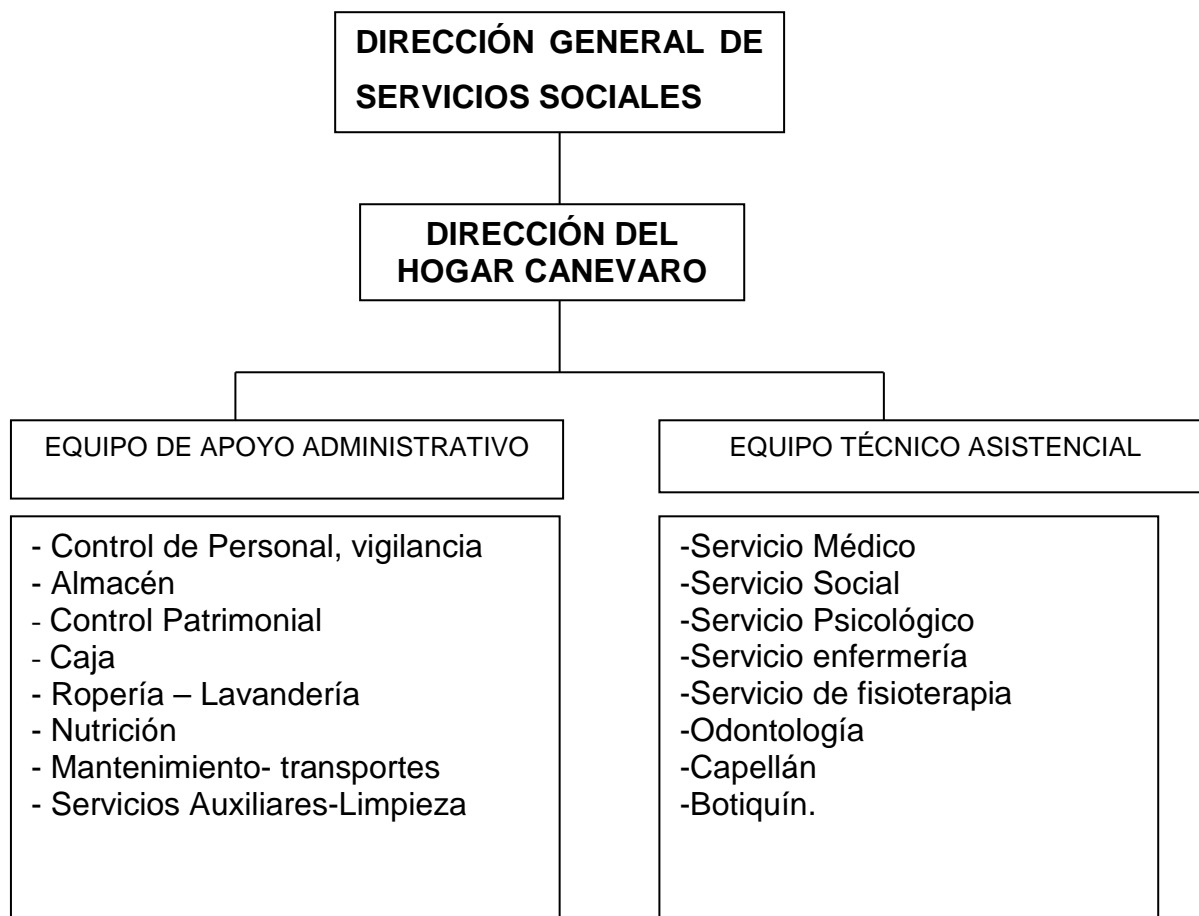 DIRECCIÓN GENERAL DE
SERVICIOS SOCIALES
DIRECCIÓN DEL
HOGAR CANEVARO
EQUIPO DE APOYO ADMINISTRATIVO
- Control de Personal, vigilancia
- Almacén
- Control Patrimonial
- Caja
- Ropería – Lavandería
- Nutrición
- Mantenimiento- transportes
- Servicios Auxiliares-Limpieza
EQUIPO TÉCNICO ASISTENCIAL
-Servicio Médico
-Servicio Social
-Servicio Psicológico
-Servicio enfermería
-Servicio de fisioterapia
-Odontología
-Capellán
-Botiquín.